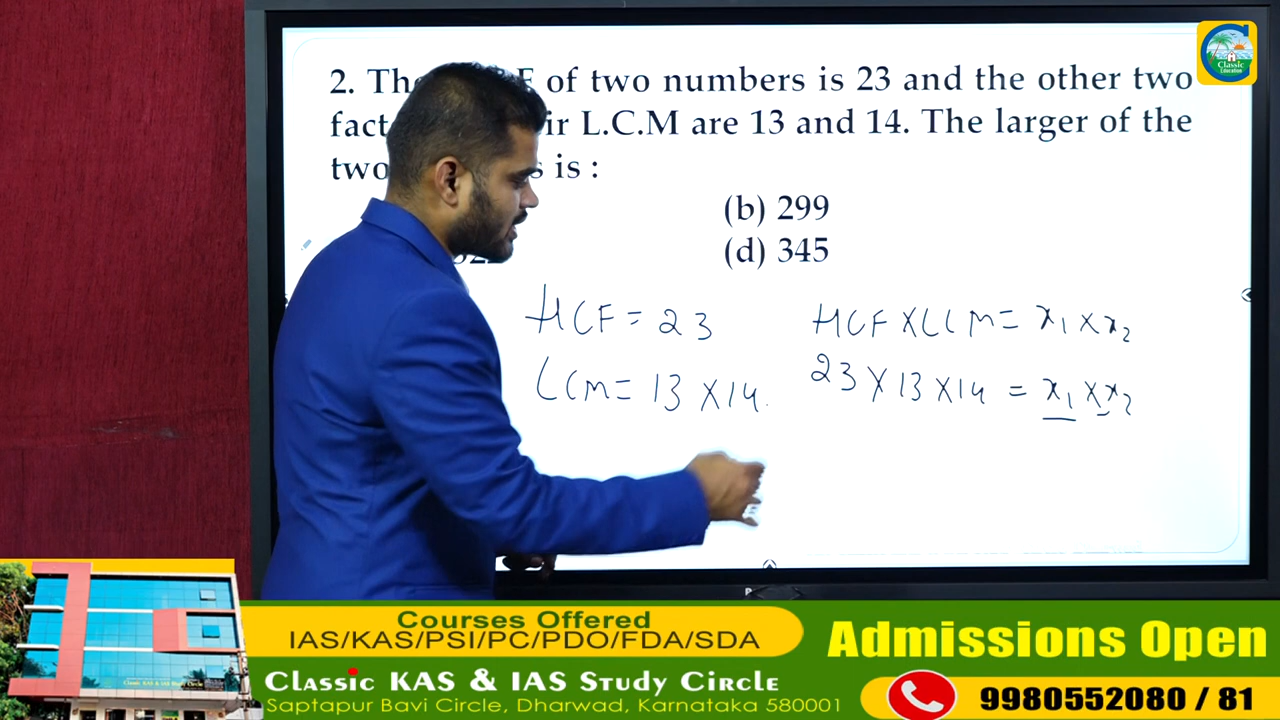 2. The F of two numbers is 23 and the other two
fact ir L.C.M are 13 and 14. The larger of the
two s is :
(b) 299
(d) 345
HCF = 23
LCM = 13 X 14.
HCF X LCM = x₁ X x₂
23 X 13 X 14 = x₁ X x₂
Classic
Education
Courses Offered
IAS/KAS/PSI/PC/PDO/FDA/SDA
Classic KAS & IAS Study Circle
Saptapur Bavi Circle, Dharwad, Karnataka 580001
Admissions Open
9980552080 / 81